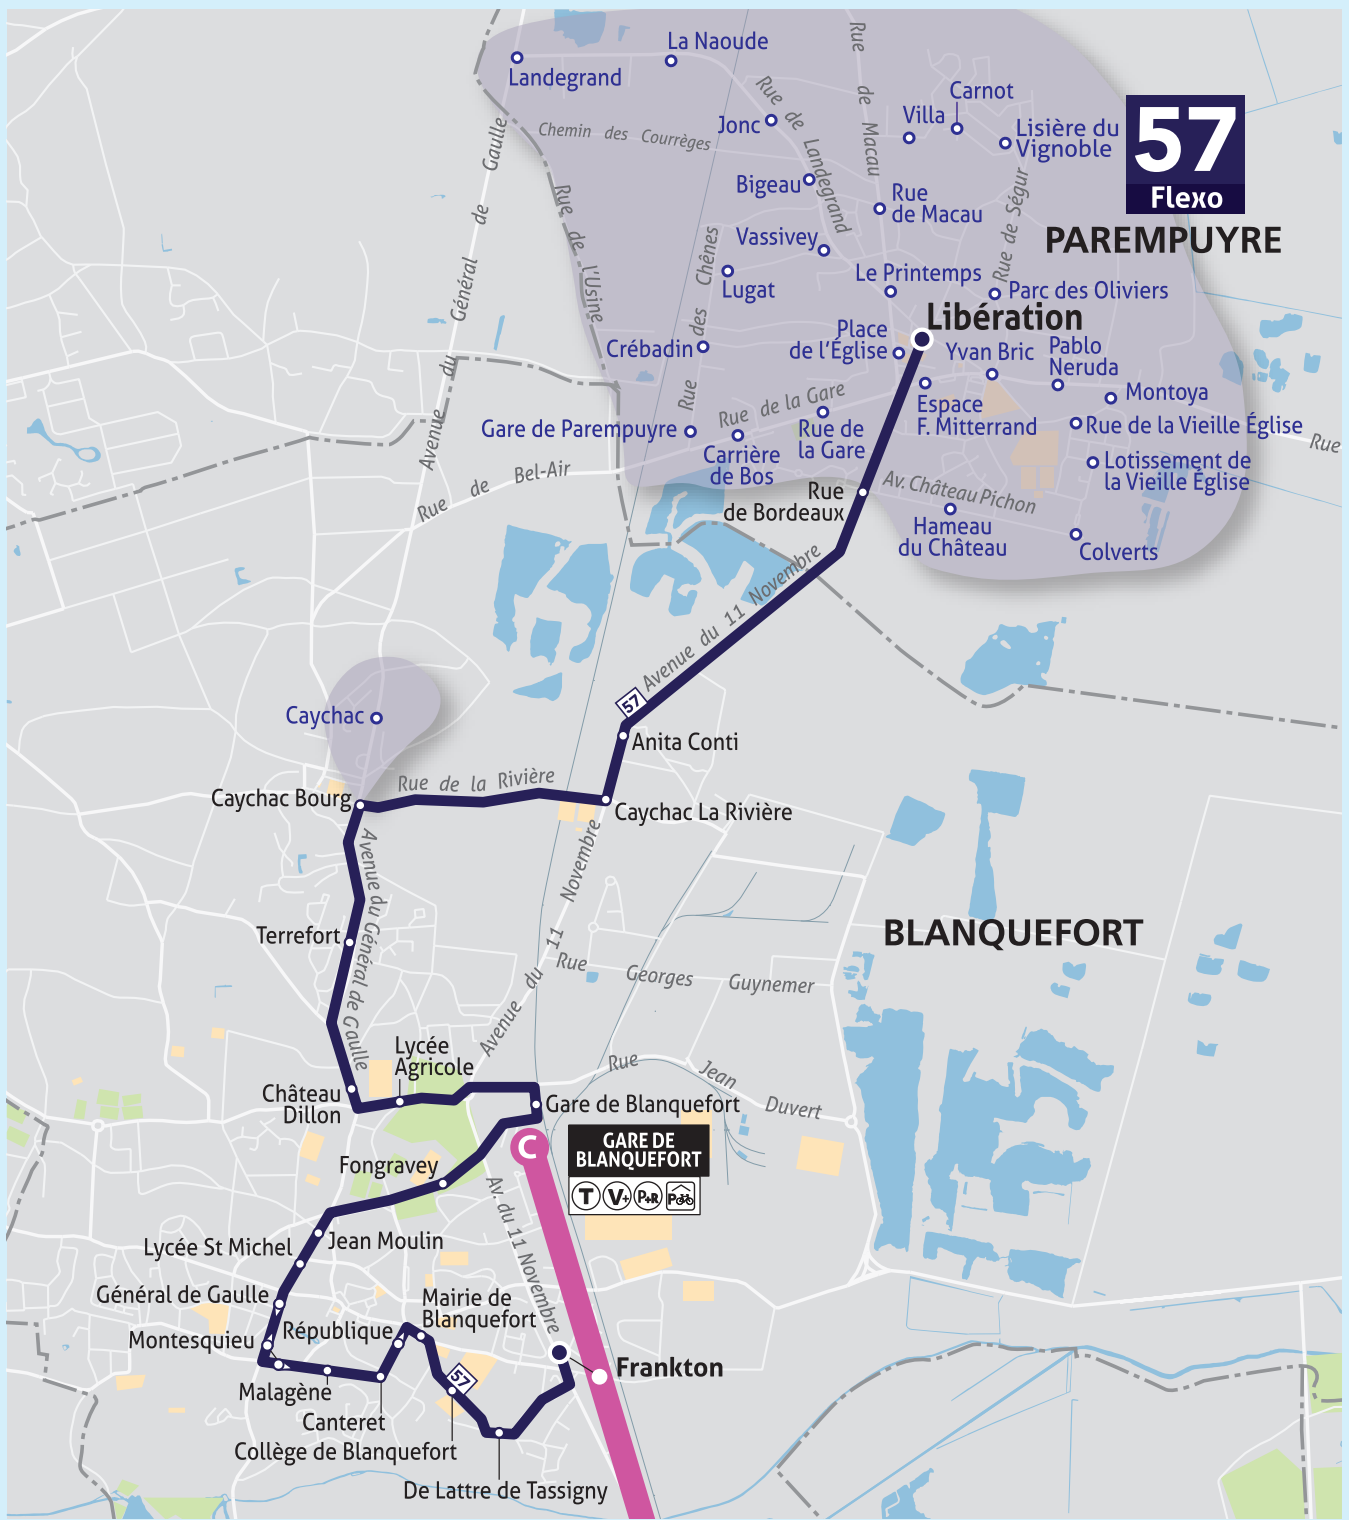 La Naoude
Landegrand
Carnot
Villa
Jonc
Lisière du
Vignoble
57
Flexo
PAREMPUYRE
Rue de Macau
Rue de Landegrand
Chemin des Courrèges
Avenue du Général de Gaulle
Rue de l'Usine
Bigeau
Rue
de Macau
Rue de Ségur
Vassivey
Rue des Chênes
Lugat
Le Printemps
Parc des Oliviers
Libération
Place
de l'Église
Crébadin
Yvan Bric
Pablo
Neruda
Montoya
Espace
F. Mitterrand
Rue de la Gare
Gare de Parempuyre
Rue de
la Gare
Carrière
de Bos
Rue de la Vieille Église
Rue
Lotissement de
la Vieille Église
Rue de Bel-Air
Rue
de Bordeaux
Av. Château Pichon
Hameau
du Château
Colverts
Avenue du 11 Novembre
57
Caychac
Anita Conti
Rue de la Rivière
Caychac Bourg
Caychac La Rivière
Avenue du Général de Gaulle
Avenue du 11 Novembre
BLANQUEFORT
Terrefort
Rue Georges Guynemer
Lycée
Agricole
Rue Jean Duvert
Château
Dillon
Gare de Blanquefort
C
GARE DE
BLANQUEFORT
T V+ P+R P
Fongravey
Av. du 11 Novembre
Jean Moulin
Lycée St Michel
Général de Gaulle
Mairie de
Blanquefort
République
Montesquieu
Frankton
57
Malagène
Canteret
Collège de Blanquefort
De Lattre de Tassigny